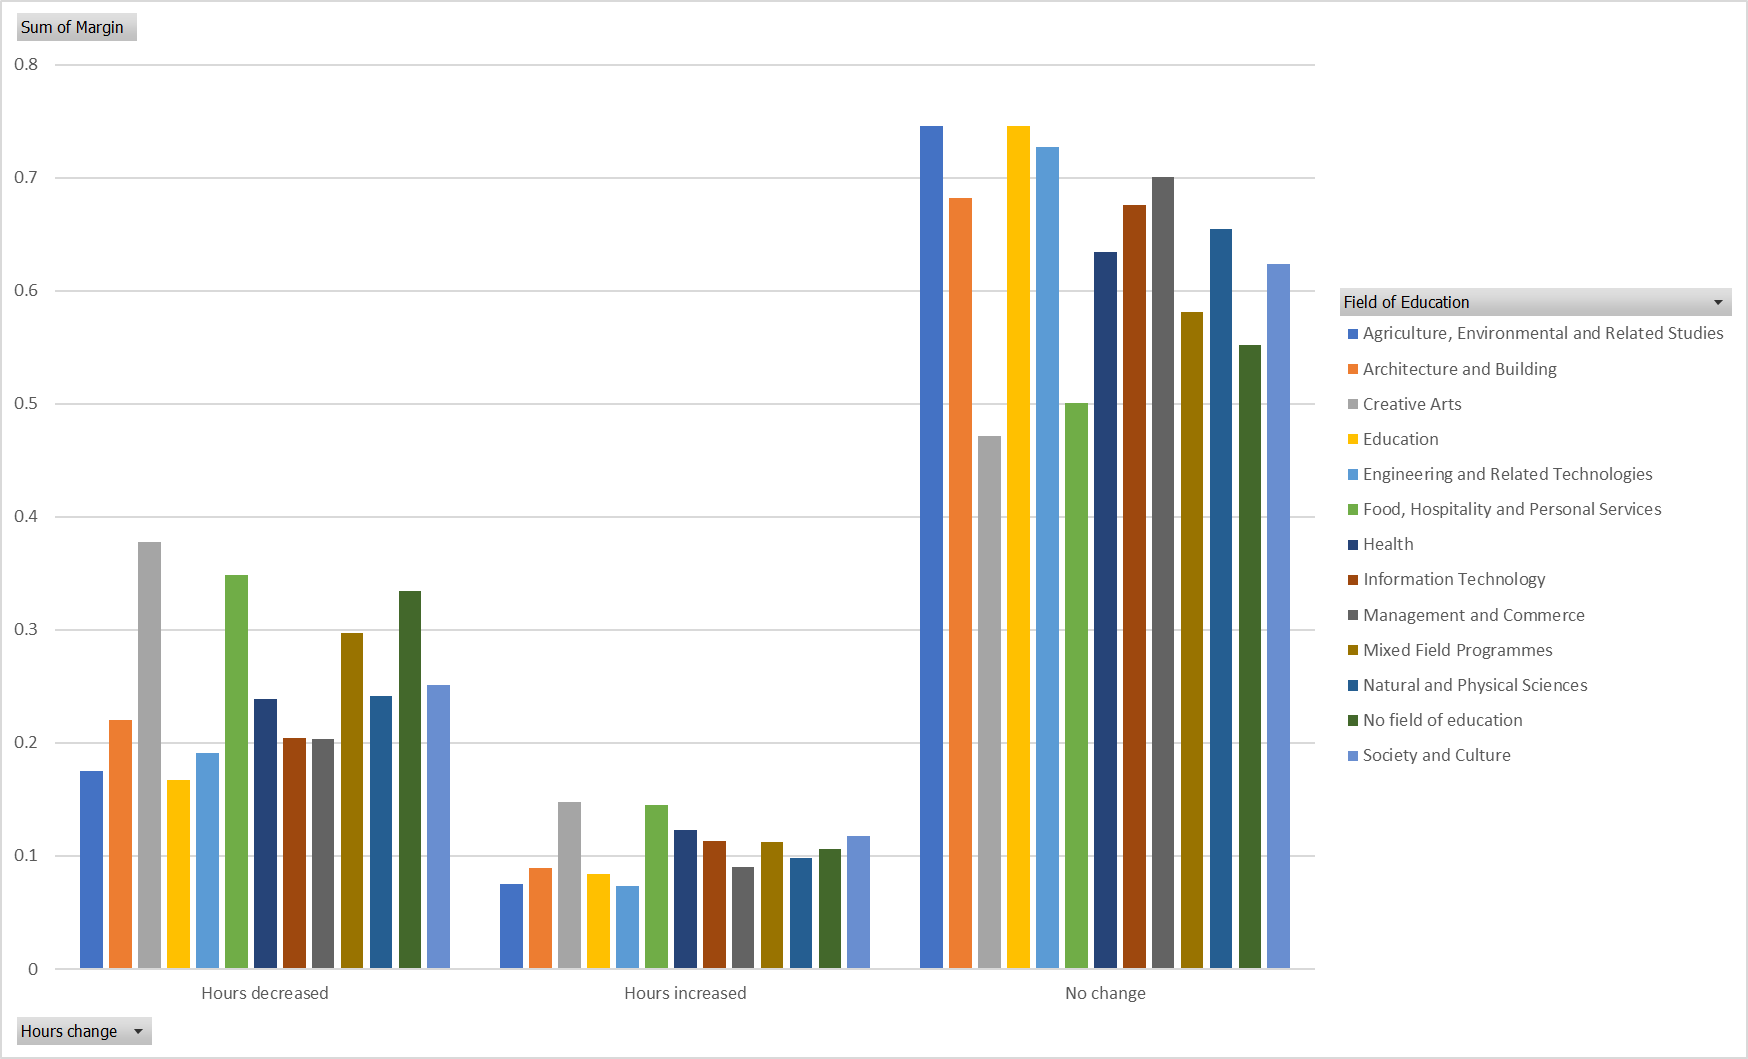 Sum of Margin
0.8
0.7
0.6
0.5
0.4
0.3
0.2
0.1
0
Hours decreased
Hours increased
No change
Hours change
Field of Education
Agriculture, Environmental and Related Studies
Architecture and Building
Creative Arts
Education
Engineering and Related Technologies
Food, Hospitality and Personal Services
Health
Information Technology
Management and Commerce
Mixed Field Programmes
Natural and Physical Sciences
No field of education
Society and Culture